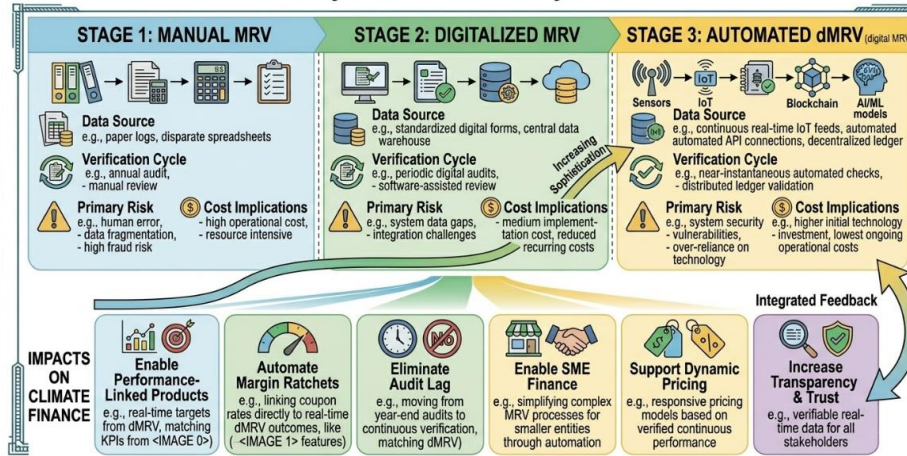 STAGE 1: MANUAL MRV
Data Source
e.g., paper logs, disparate spreadsheets
Verification Cycle
e.g., annual audit,
- manual review
Primary Risk
e.g., human error,
- data fragmentation,
- high fraud risk
Cost Implications
- high operational cost,
- resource intensive
STAGE 2: DIGITALIZED MRV
Data Source
e.g., standardized digital forms, central data
warehouse
Verification Cycle
e.g., periodic digital audits,
- software-assisted review
Primary Risk
e.g., system data gaps,
- integration challenges
Cost Implications
- medium implemen-
tation cost, reduced
recurring costs
Increasing
Sophistication
STAGE 3: AUTOMATED dMRV (digital MRV)
Sensors
IoT
IoT
Blockchain
AI/ML
models
Data Source
e.g., continuous real-time IoT feeds, automated
automated API connections, decentralized ledger
Verification Cycle
e.g., near-instantaneous automated checks,
- distributed ledger validation
Primary Risk
e.g., system security
- vulnerabilities,
- over-reliance on
technology
Cost Implications
e.g., higher initial technology
- investment, lowest ongoing
operational costs
Integrated Feedback
IMPACTS
ON
CLIMATE
FINANCE
Enable
Performance-
Linked Products
e.g., real-time targets
from dMRV, matching
KPIs from <IMAGE 0>
Automate
Margin Ratchets
e.g., linking coupon
rates directly to real-time
dMRV outcomes, like
(—<IMAGE 1> features)
NO
Eliminate
Audit Lag
e.g., moving from
year-end audits to
continuous verification,
matching dMRV)
Enable SME
Finance
e.g., simplifying complex
MRV processes for
smaller entities
through automation
Support Dynamic
Pricing
e.g., responsive pricing
models based on
verified continuous
performance
Increase
Transparency
& Trust
e.g., verifiable real-
time data for all
stakeholders